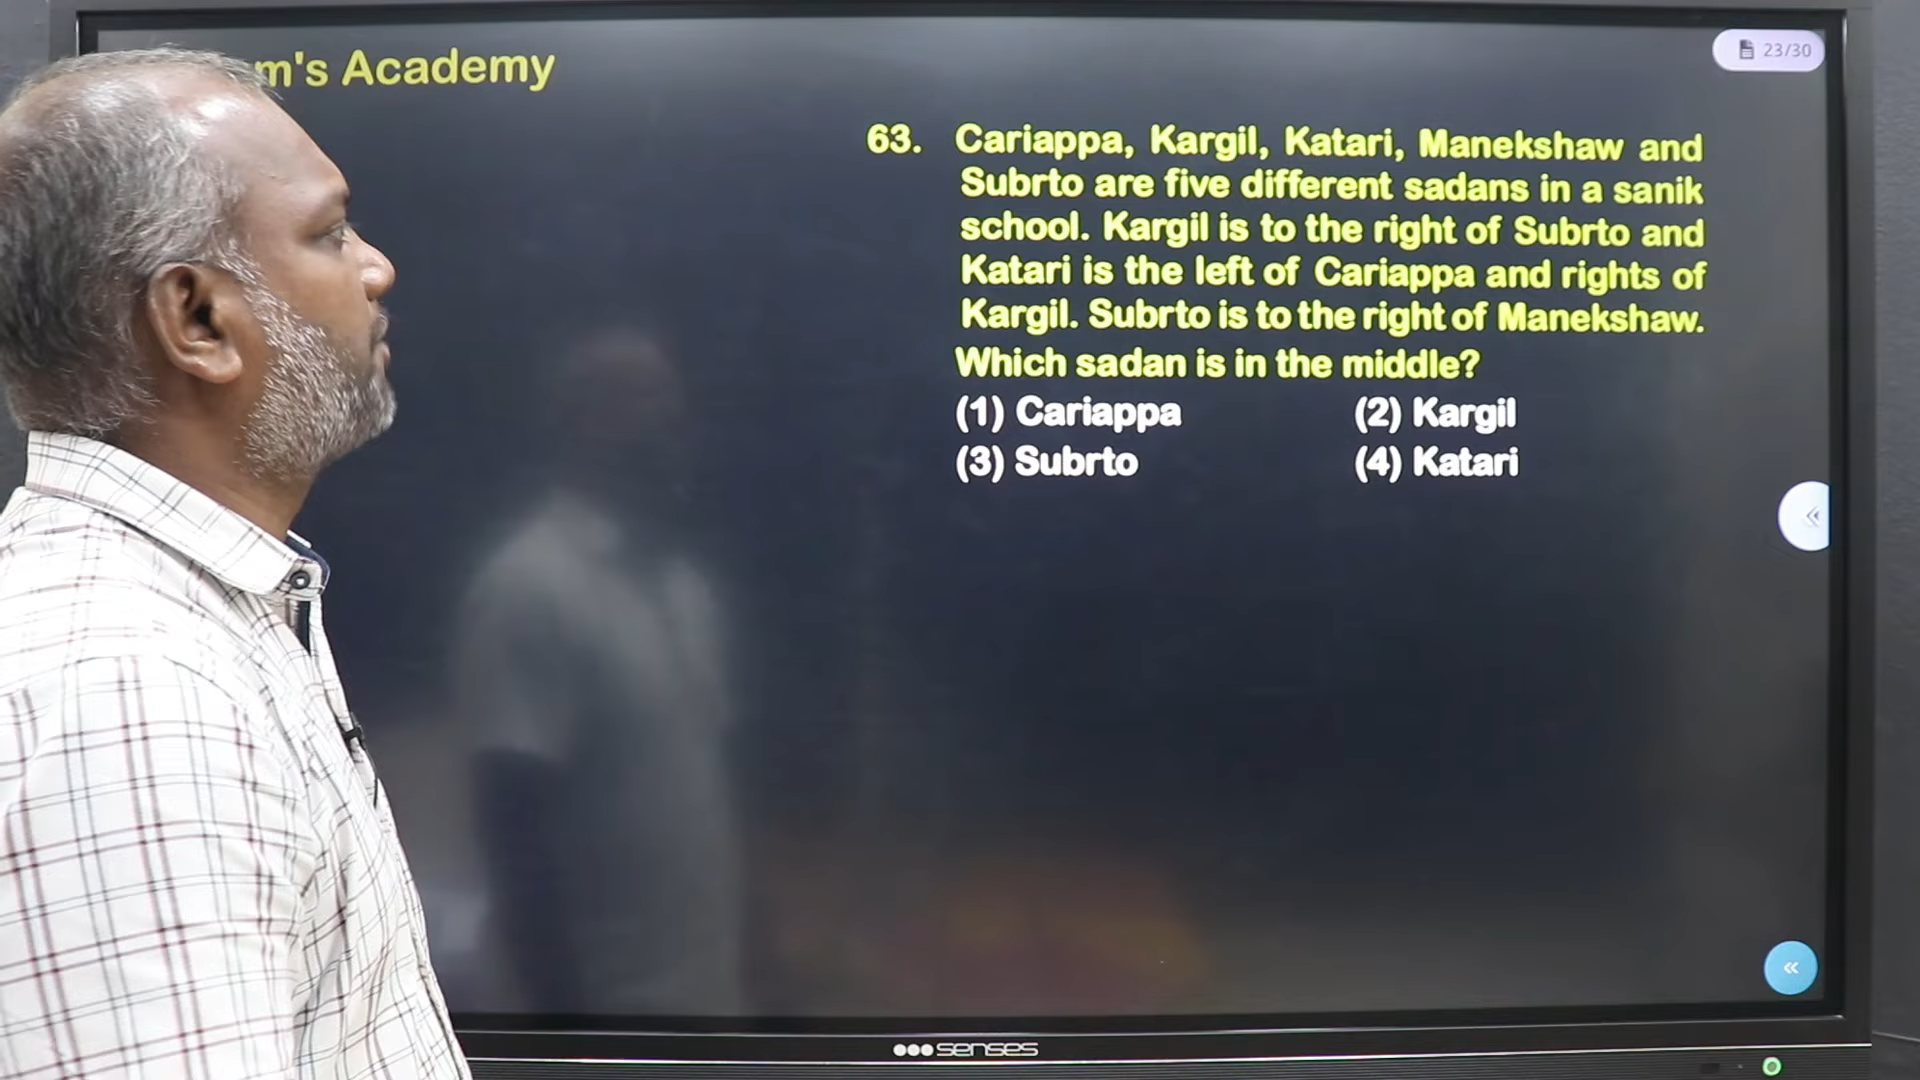 m's Academy
23/30
63. Cariappa, Kargil, Katari, Manekshaw and
Subrto are five different sadans in a sanik
school. Kargil is to the right of Subrto and
Katari is the left of Cariappa and rights of
Kargil. Subrto is to the right of Manekshaw.
Which sadan is in the middle?
(1) Cariappa (2) Kargil
(3) Subrto (4) Katari
senses